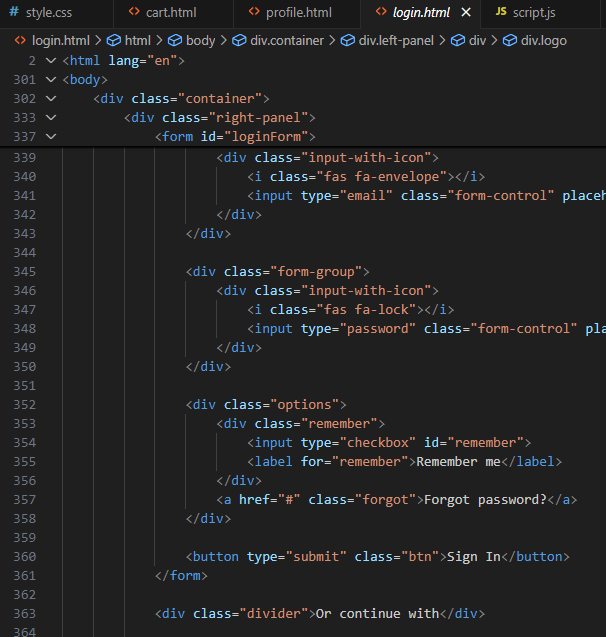 # style.css
<> cart.html
<> profile.html
<> login.html ×
JS script.js
<> login.html > html > body > div.container > div.left-panel > div > div.logo
2 <html lang="en">
301 <body>
302 <div class="container">
333 <div class="right-panel">
337 <form id="loginForm">
339 <div class="input-with-icon">
340 <i class="fas fa-envelope"></i>
341 <input type="email" class="form-control" placeh
342 </div>
343 </div>
344
345 <div class="form-group">
346 <div class="input-with-icon">
347 <i class="fas fa-lock"></i>
348 <input type="password" class="form-control" pla
349 </div>
350 </div>
351
352 <div class="options">
353 <div class="remember">
354 <input type="checkbox" id="remember">
355 <label for="remember">Remember me</label>
356 </div>
357 <a href="#" class="forgot">Forgot password?</a>
358 </div>
359
360 <button type="submit" class="btn">Sign In</button>
361 </form>
362
363 <div class="divider">Or continue with</div>
364